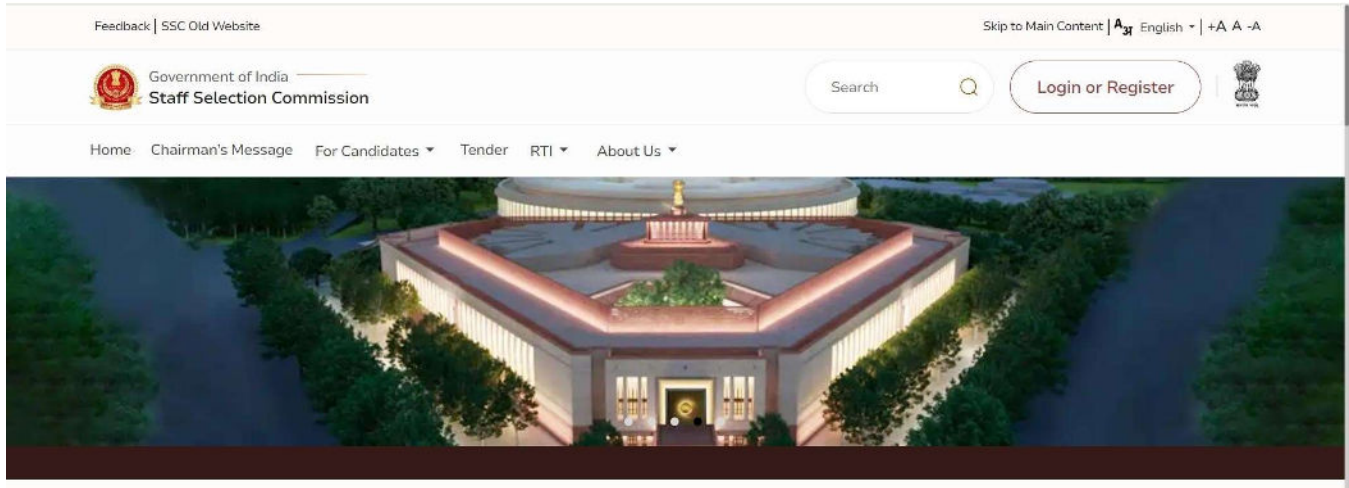 Feedback | SSC Old Website
Skip to Main Content | Aअ English | +A A -A
Government of India
Staff Selection Commission
Search
Login or Register
Home Chairman's Message For Candidates Tender RTI About Us